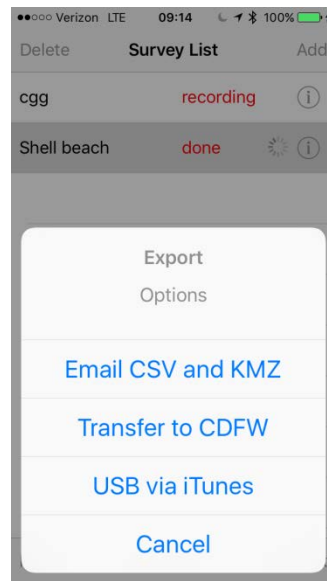 Verizon LTE 09:14 100%
Delete Survey List Add
cgg recording
Shell beach done
Export
Options
Email CSV and KMZ
Transfer to CDFW
USB via iTunes
Cancel